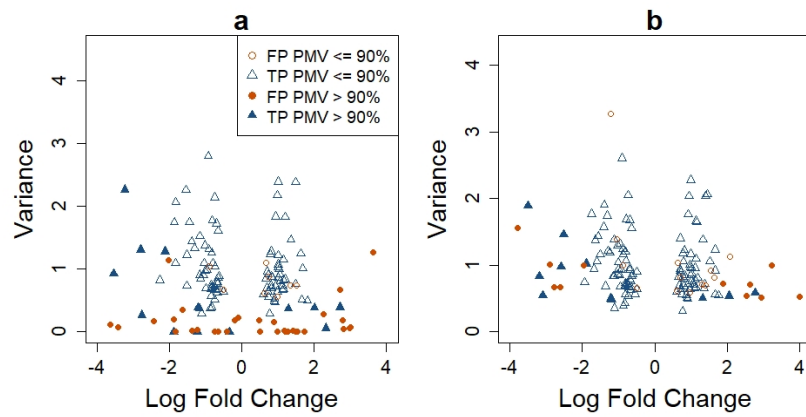 a
FP PMV <= 90%
TP PMV <= 90%
FP PMV > 90%
TP PMV > 90%
Variance
4
3
2
1
0
-4 -2 0 2 4
Log Fold Change
b
Variance
4
3
2
1
0
-4 -2 0 2 4
Log Fold Change